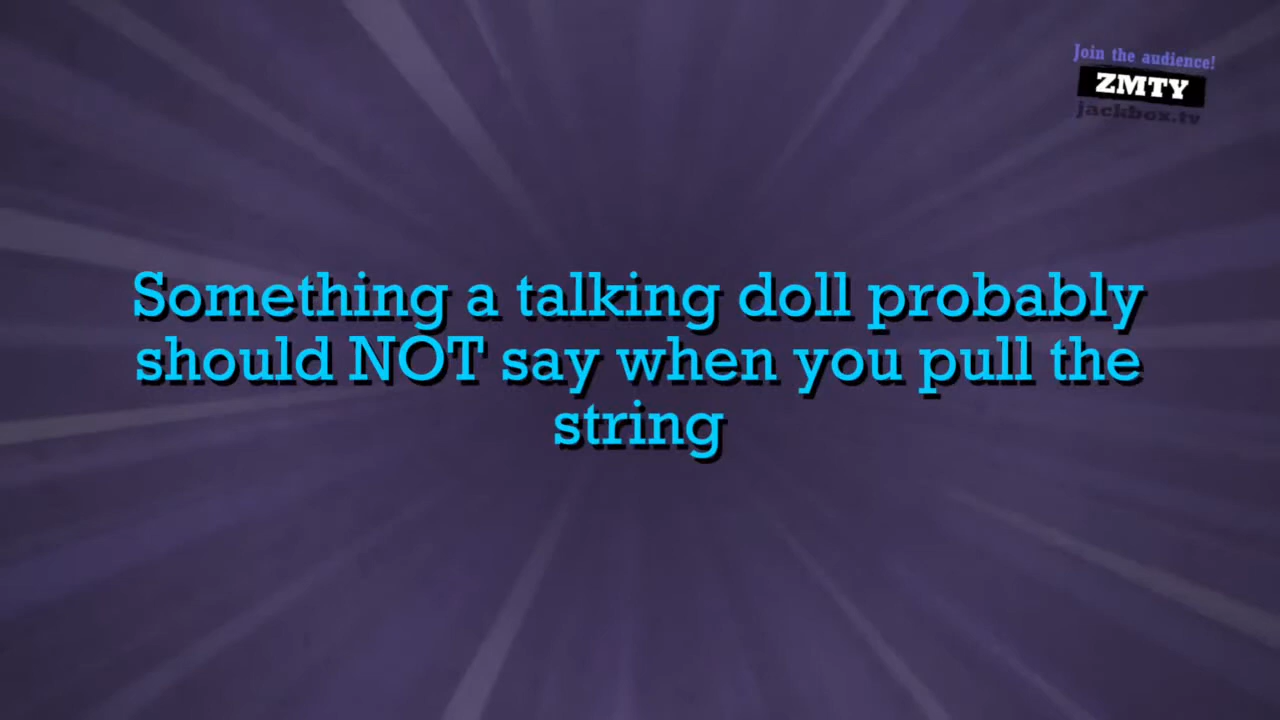 Join the audience!
ZMTY
jackbox.tv
Something a talking doll probably
should NOT say when you pull the
string